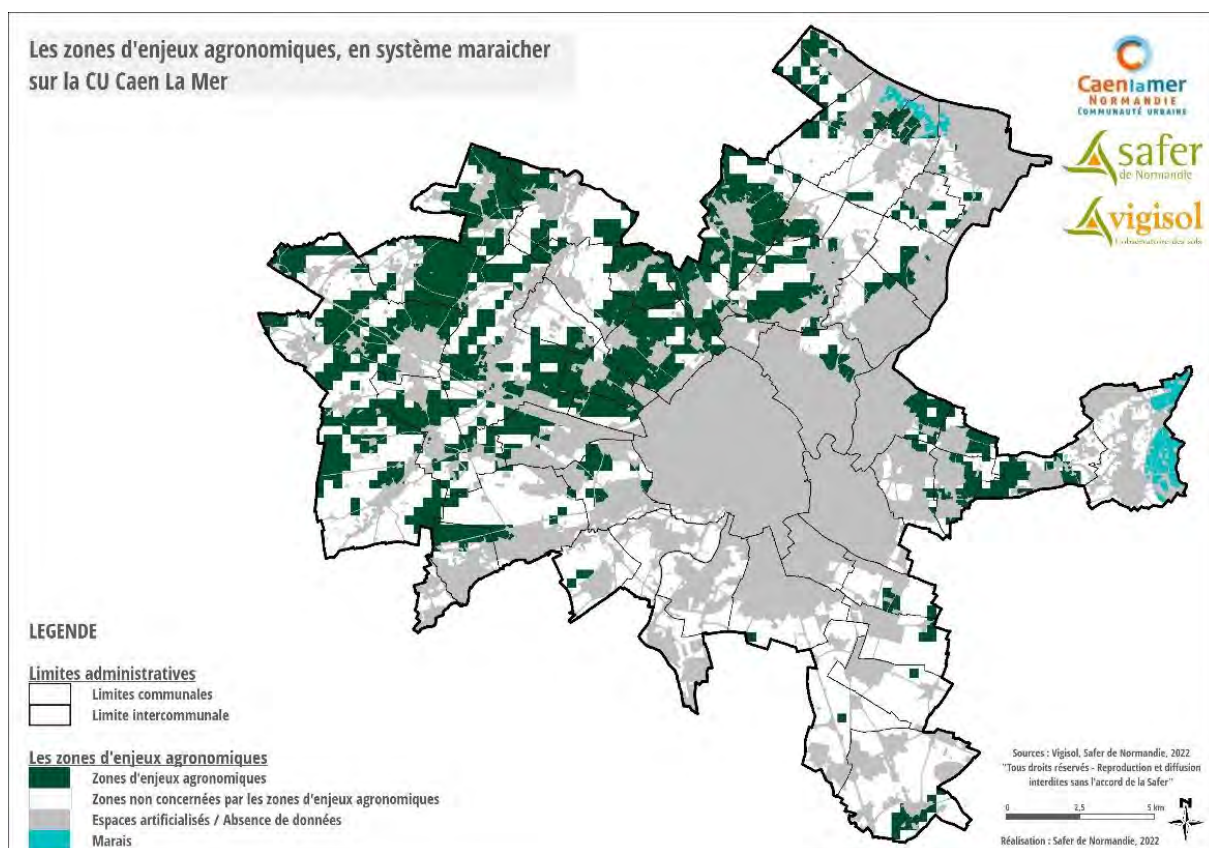 Les zones d'enjeux agronomiques, en système maraicher
sur la CU Caen La Mer
Caenlamer
NORMANDIE
COMMUNAUTÉ URBAINE
safer
de Normandie
vigisol
L'observatoire des sols
LEGENDE
Limites administratives
Limites communales
Limite intercommunale
Les zones d'enjeux agronomiques
Zones d'enjeux agronomiques
Zones non concernées par les zones d'enjeux agronomiques
Espaces artificialisés / Absence de données
Marais
Sources : Vigisol, Safer de Normandie, 2022
"Tous droits réservés - Reproduction et diffusion
interdites sans l'accord de la Safer"
0 2,5 5 km
N
Réalisation : Safer de Normandie, 2022